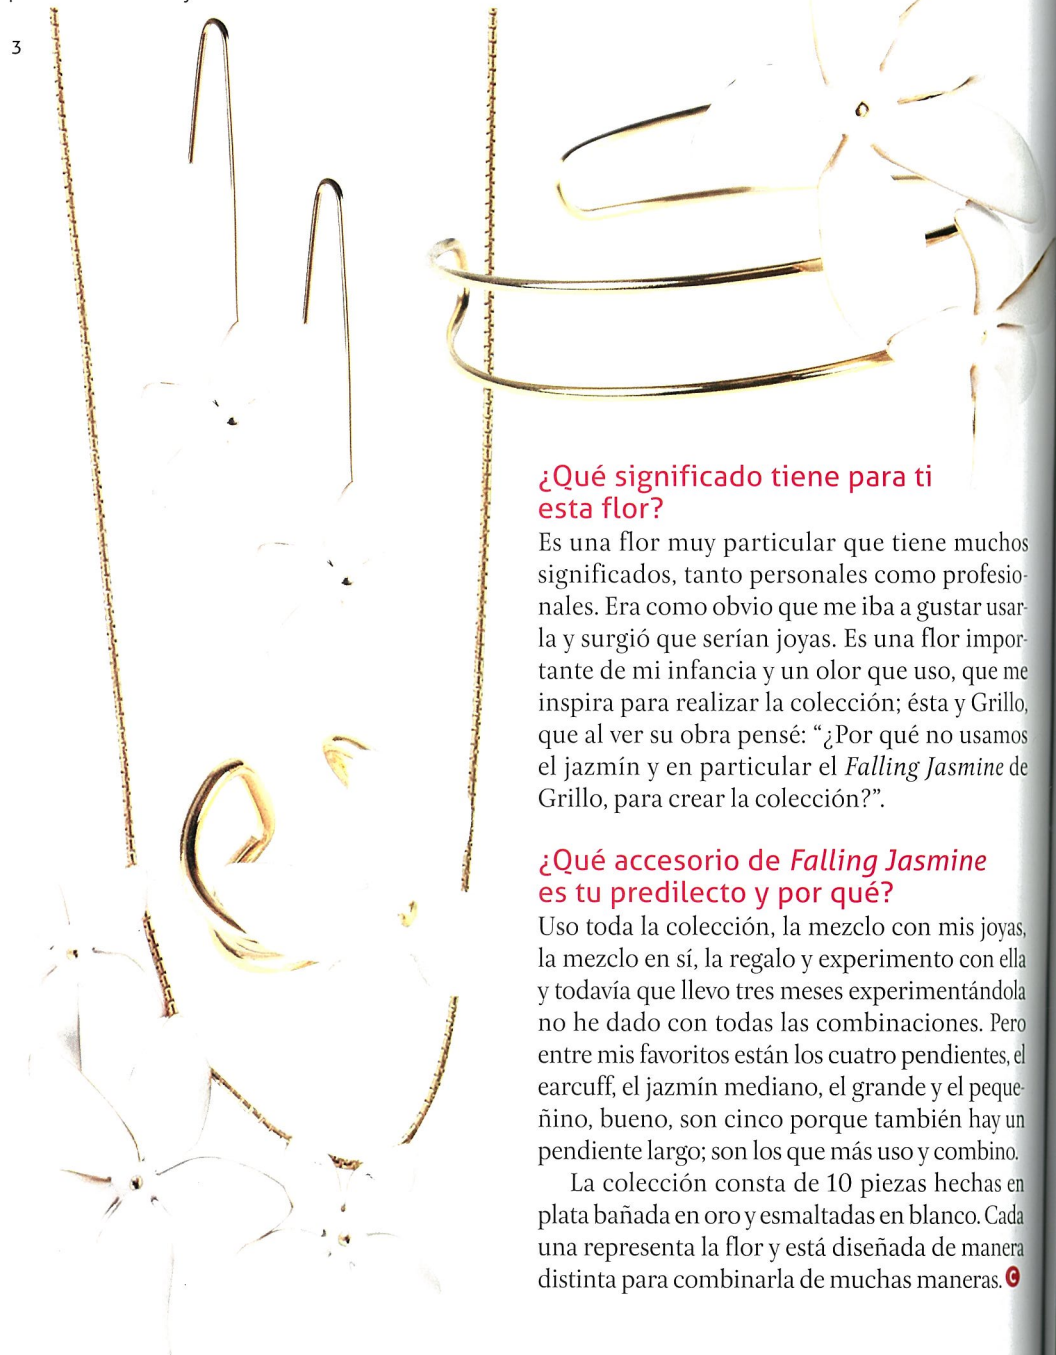 3
¿Qué significado tiene para ti
esta flor?
Es una flor muy particular que tiene muchos
significados, tanto personales como profesio-
nales. Era como obvio que me iba a gustar usar-
la y surgió que serían joyas. Es una flor impor-
tante de mi infancia y un olor que uso, que me
inspira para realizar la colección; ésta y Grillo,
que al ver su obra pensé: “¿Por qué no usamos
el jazmín y en particular el Falling Jasmine de
Grillo, para crear la colección?”.
¿Qué accesorio de Falling Jasmine
es tu predilecto y por qué?
Uso toda la colección, la mezclo con mis joyas,
la mezclo en sí, la regalo y experimento con ella
y todavía que llevo tres meses experimentándola
no he dado con todas las combinaciones. Pero
entre mis favoritos están los cuatro pendientes, el
earcuff, el jazmín mediano, el grande y el peque-
ñino, bueno, son cinco porque también hay un
pendiente largo; son los que más uso y combino.
La colección consta de 10 piezas hechas en
plata bañada en oro y esmaltadas en blanco. Cada
una representa la flor y está diseñada de manera
distinta para combinarla de muchas maneras. C